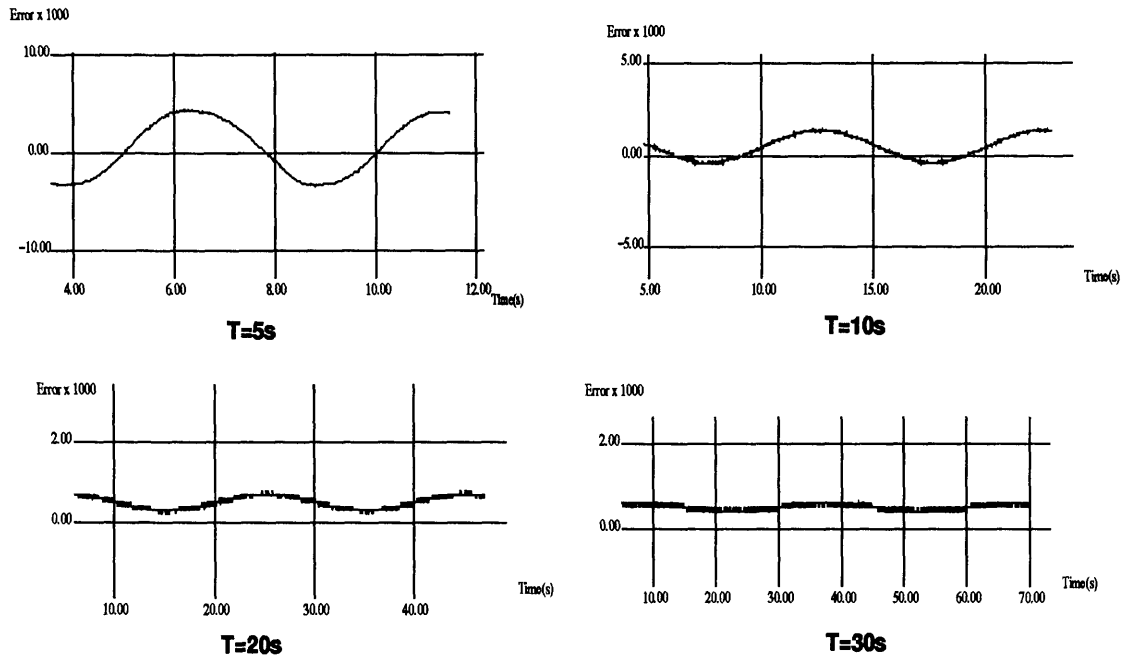 Error x 1000
10.00
0.00
-10.00
4.00 6.00 8.00 10.00 12.00
Time(s)
T=5s
Error x 1000
5.00
0.00
-5.00
5.00 10.00 15.00 20.00
Time(s)
T=10s
Error x 1000
2.00
0.00
10.00 20.00 30.00 40.00
Time(s)
T=20s
Error x 1000
2.00
0.00
10.00 20.00 30.00 40.00 50.00 60.00 70.00
Time(s)
T=30s